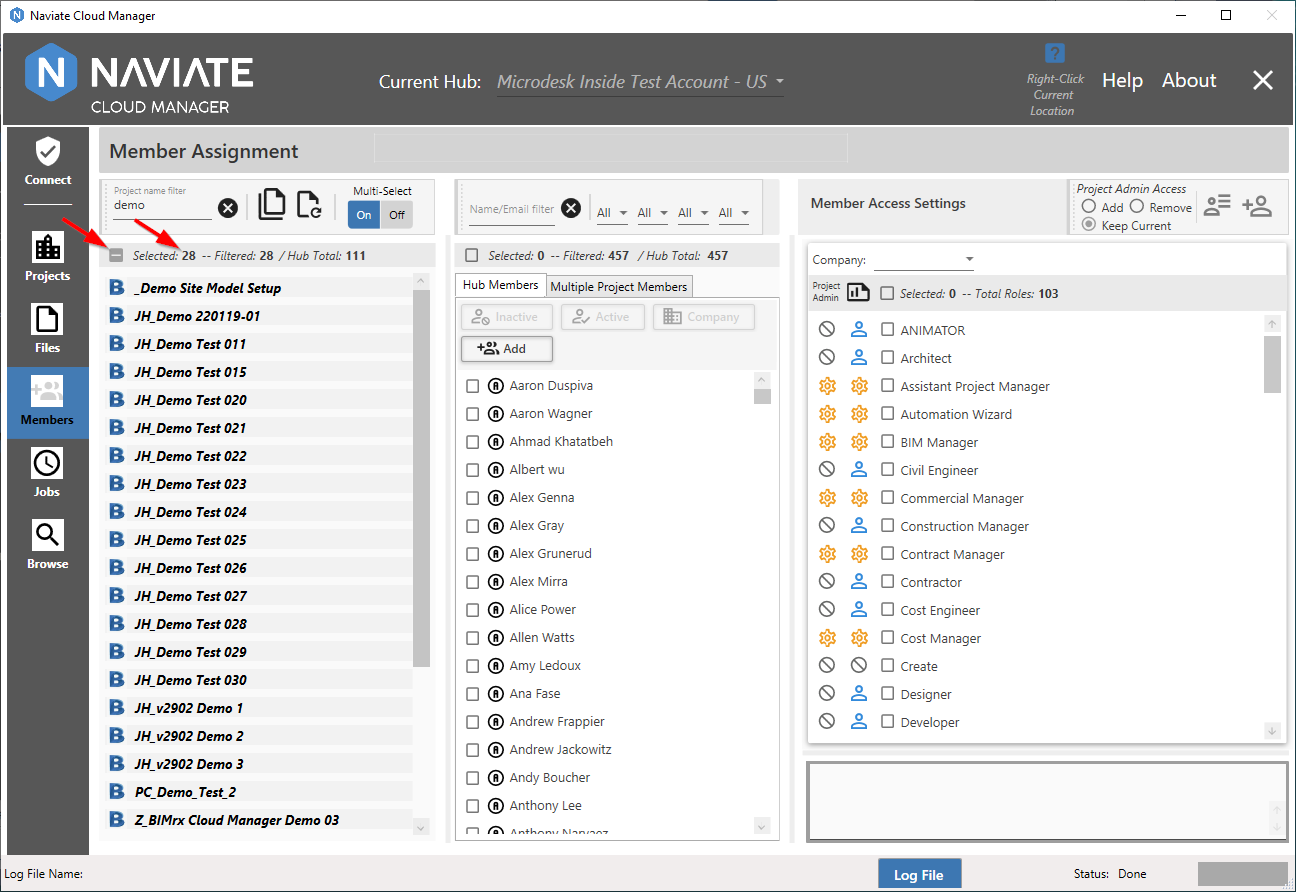 Naviate Cloud Manager
NAVIATE
CLOUD MANAGER
Current Hub: Microdesk Inside Test Account - US
?
Right-Click
Current
Location
Help About
Connect
Projects
Files
Members
Jobs
Browse
Member Assignment
Project name filter
demo
Multi-Select
On Off
Selected: 28 -- Filtered: 28 / Hub Total: 111
B _Demo Site Model Setup
B JH_Demo 220119-01
B JH_Demo Test 011
B JH_Demo Test 015
B JH_Demo Test 020
B JH_Demo Test 021
B JH_Demo Test 022
B JH_Demo Test 023
B JH_Demo Test 024
B JH_Demo Test 025
B JH_Demo Test 026
B JH_Demo Test 027
B JH_Demo Test 028
B JH_Demo Test 029
B JH_Demo Test 030
B JH_v2902 Demo 1
B JH_v2902 Demo 2
B JH_v2902 Demo 3
B PC_Demo_Test_2
B Z_BIMrx Cloud Manager Demo 03
Name/Email filter
All All All All
Selected: 0 -- Filtered: 457 / Hub Total: 457
Hub Members Multiple Project Members
Inactive Active Company
Add
A Aaron Duspiva
A Aaron Wagner
A Ahmad Khatatbeh
A Albert wu
A Alex Genna
A Alex Gray
A Alex Grunerud
A Alex Mirra
A Alice Power
A Allen Watts
A Amy Ledoux
A Ana Fase
A Andrew Frappier
A Andrew Jackowitz
A Andy Boucher
A Anthony Lee
A Anthony Narvaez
Member Access Settings
Project Admin Access
Add Remove
Keep Current
Company:
Project
Admin
Selected: 0 -- Total Roles: 103
ANIMATOR
Architect
Assistant Project Manager
Automation Wizard
BIM Manager
Civil Engineer
Commercial Manager
Construction Manager
Contract Manager
Contractor
Cost Engineer
Cost Manager
Create
Designer
Developer
Log File Name:
Log File
Status: Done